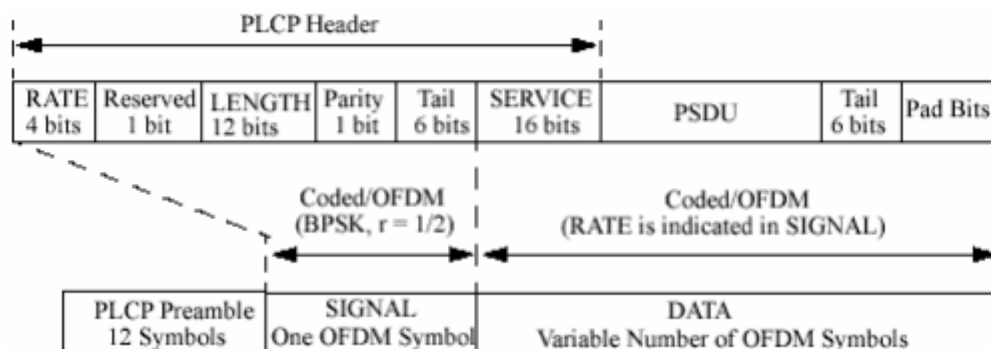 PLCP Header
RATE Reserved LENGTH Parity Tail SERVICE PSDU Tail Pad Bits
4 bits 1 bit 12 bits 1 bit 6 bits 16 bits 6 bits
Coded/OFDM Coded/OFDM
(BPSK, r = 1/2) (RATE is indicated in SIGNAL)
PLCP Preamble SIGNAL DATA
12 Symbols One OFDM Symbol Variable Number of OFDM Symbols